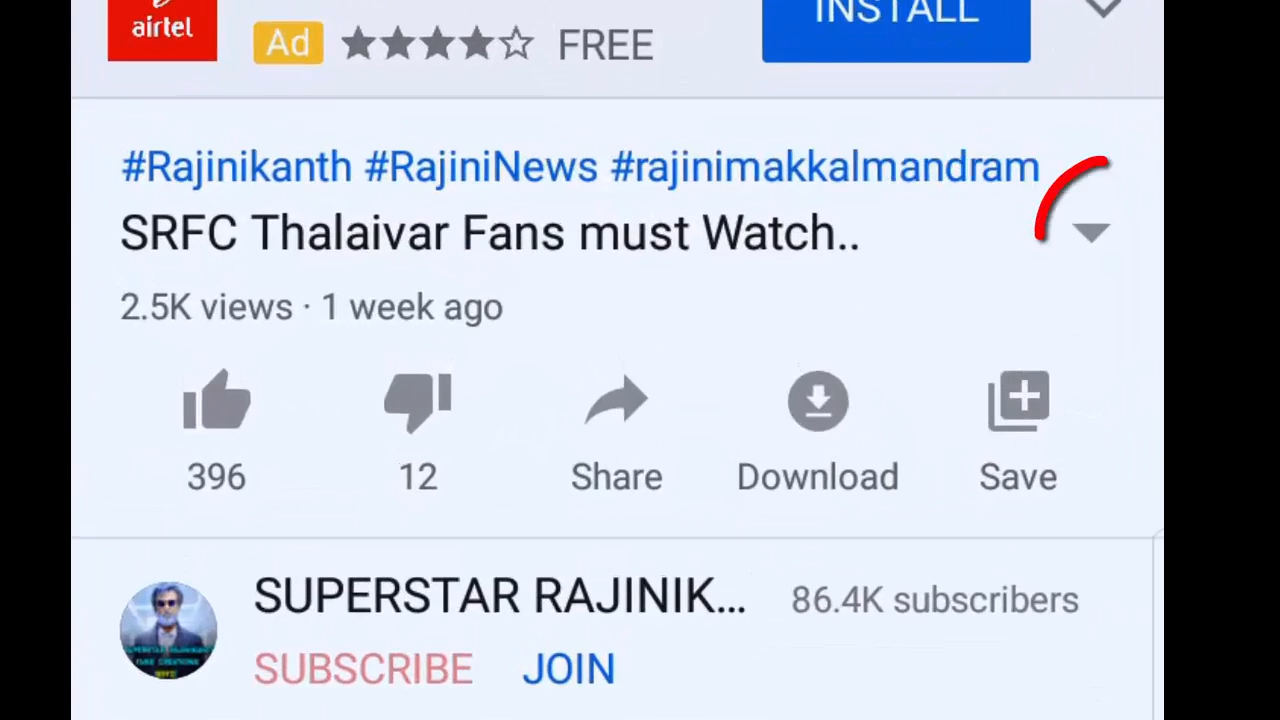 airtel
INSTALL
Ad FREE
#Rajinikanth #RajiniNews #rajinimakkalmandram
SRFC Thalaivar Fans must Watch..
2.5K views · 1 week ago
396 12 Share Download Save
SUPERSTAR RAJINIK... 86.4K subscribers
SUBSCRIBE JOIN